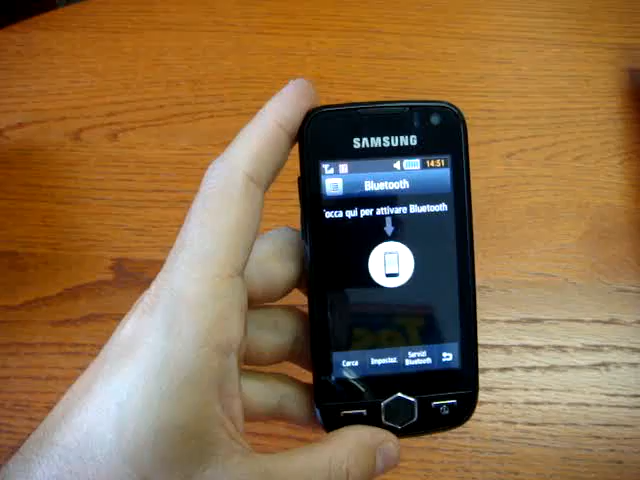 SAMSUNG
14:51
Bluetooth
occa qui per attivare Bluetooth
Cerca
Impostaz.
Servizi
Bluetooth